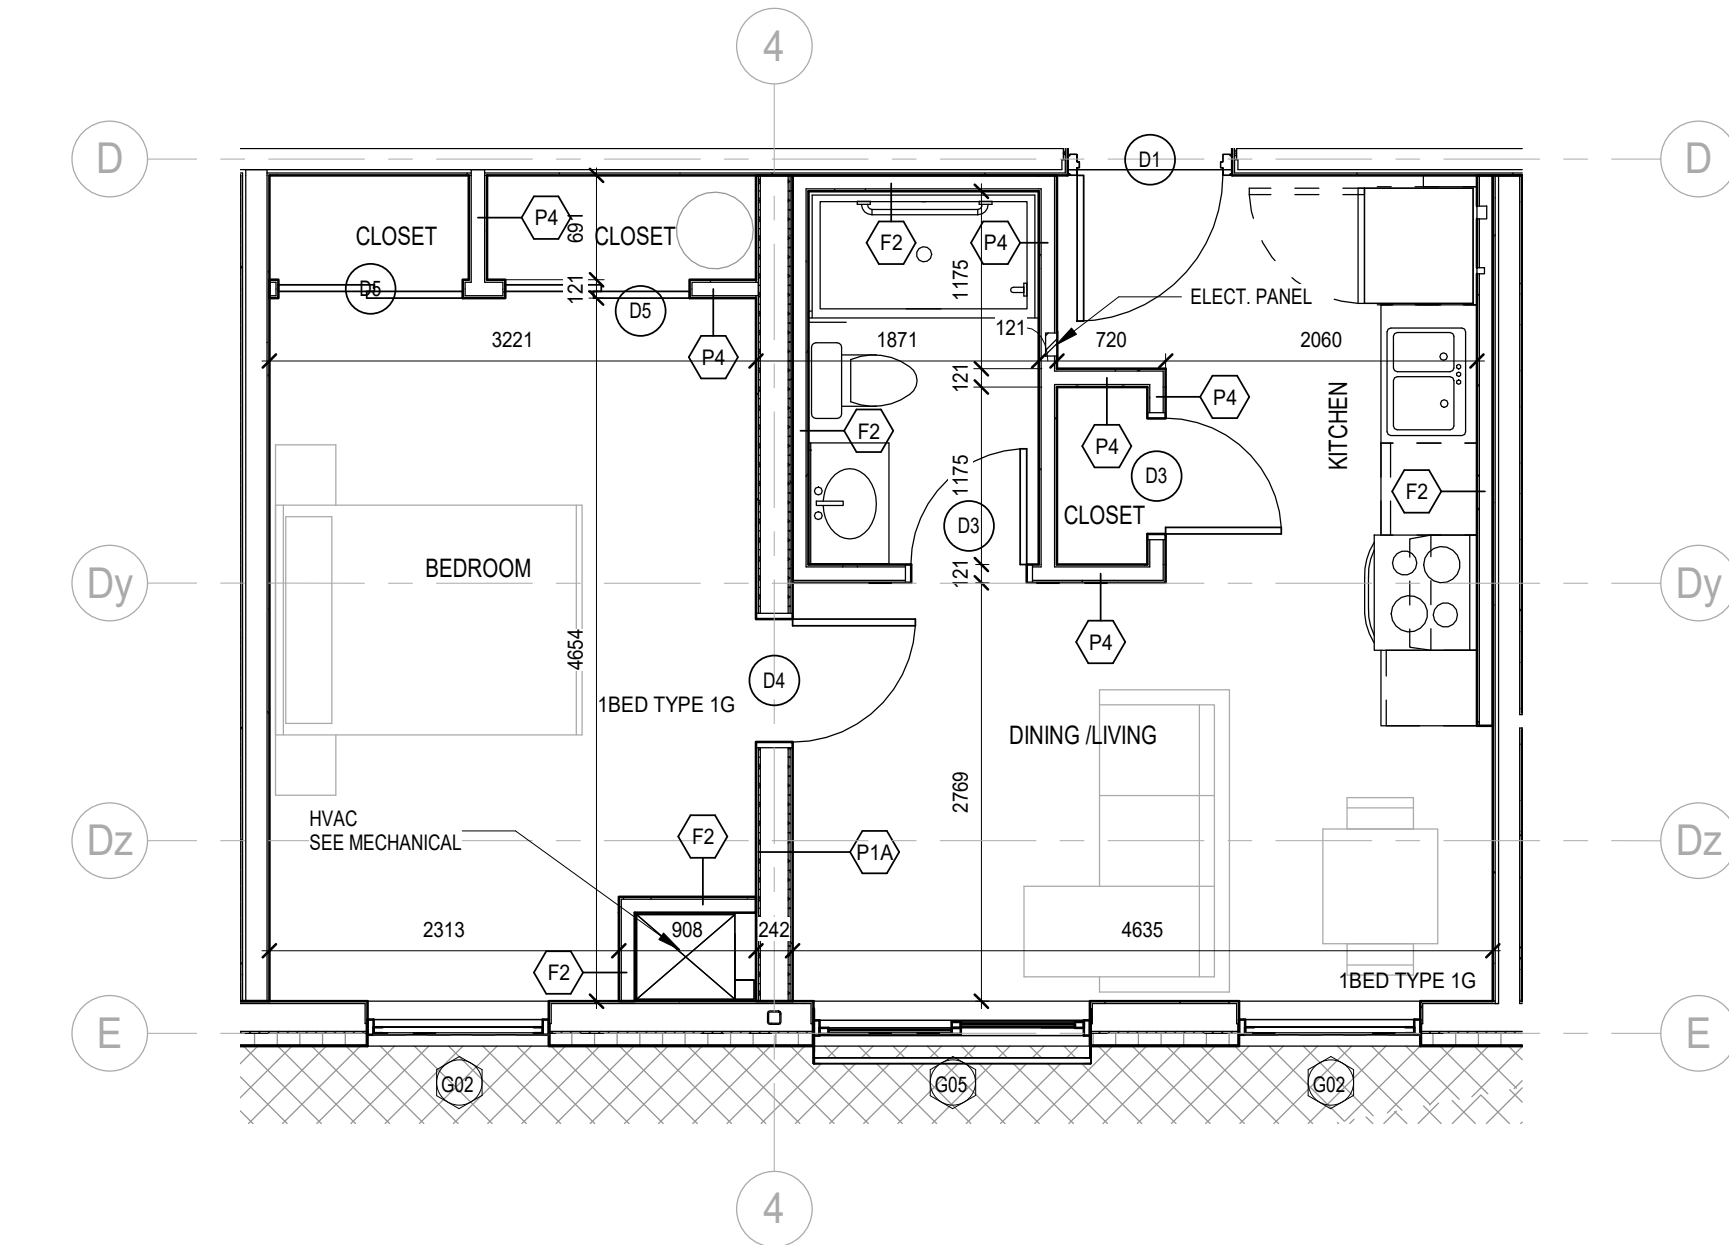 4
D
D1
D
P4
691
CLOSET
CLOSET
F2
P4
1175
D5
121
D5
ELECT. PANEL
3221
P4
1871
121
720
2060
121
P4
KITCHEN
F2
P4
1175
D3
F2
CLOSET
D3
BEDROOM
121
Dy
Dy
4654
P4
D4
1BED TYPE 1G
DINING /LIVING
2769
HVAC
SEE MECHANICAL
F2
P1A
Dz
Dz
2313
908
242
4635
F2
1BED TYPE 1G
E
E
G02
G05
G02
4